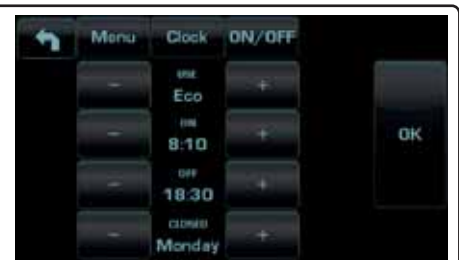 Menu Clock ON/OFF
- USE +
Eco
- ON +
8:10
OK
- OFF +
18:30
- CLOSED +
Monday